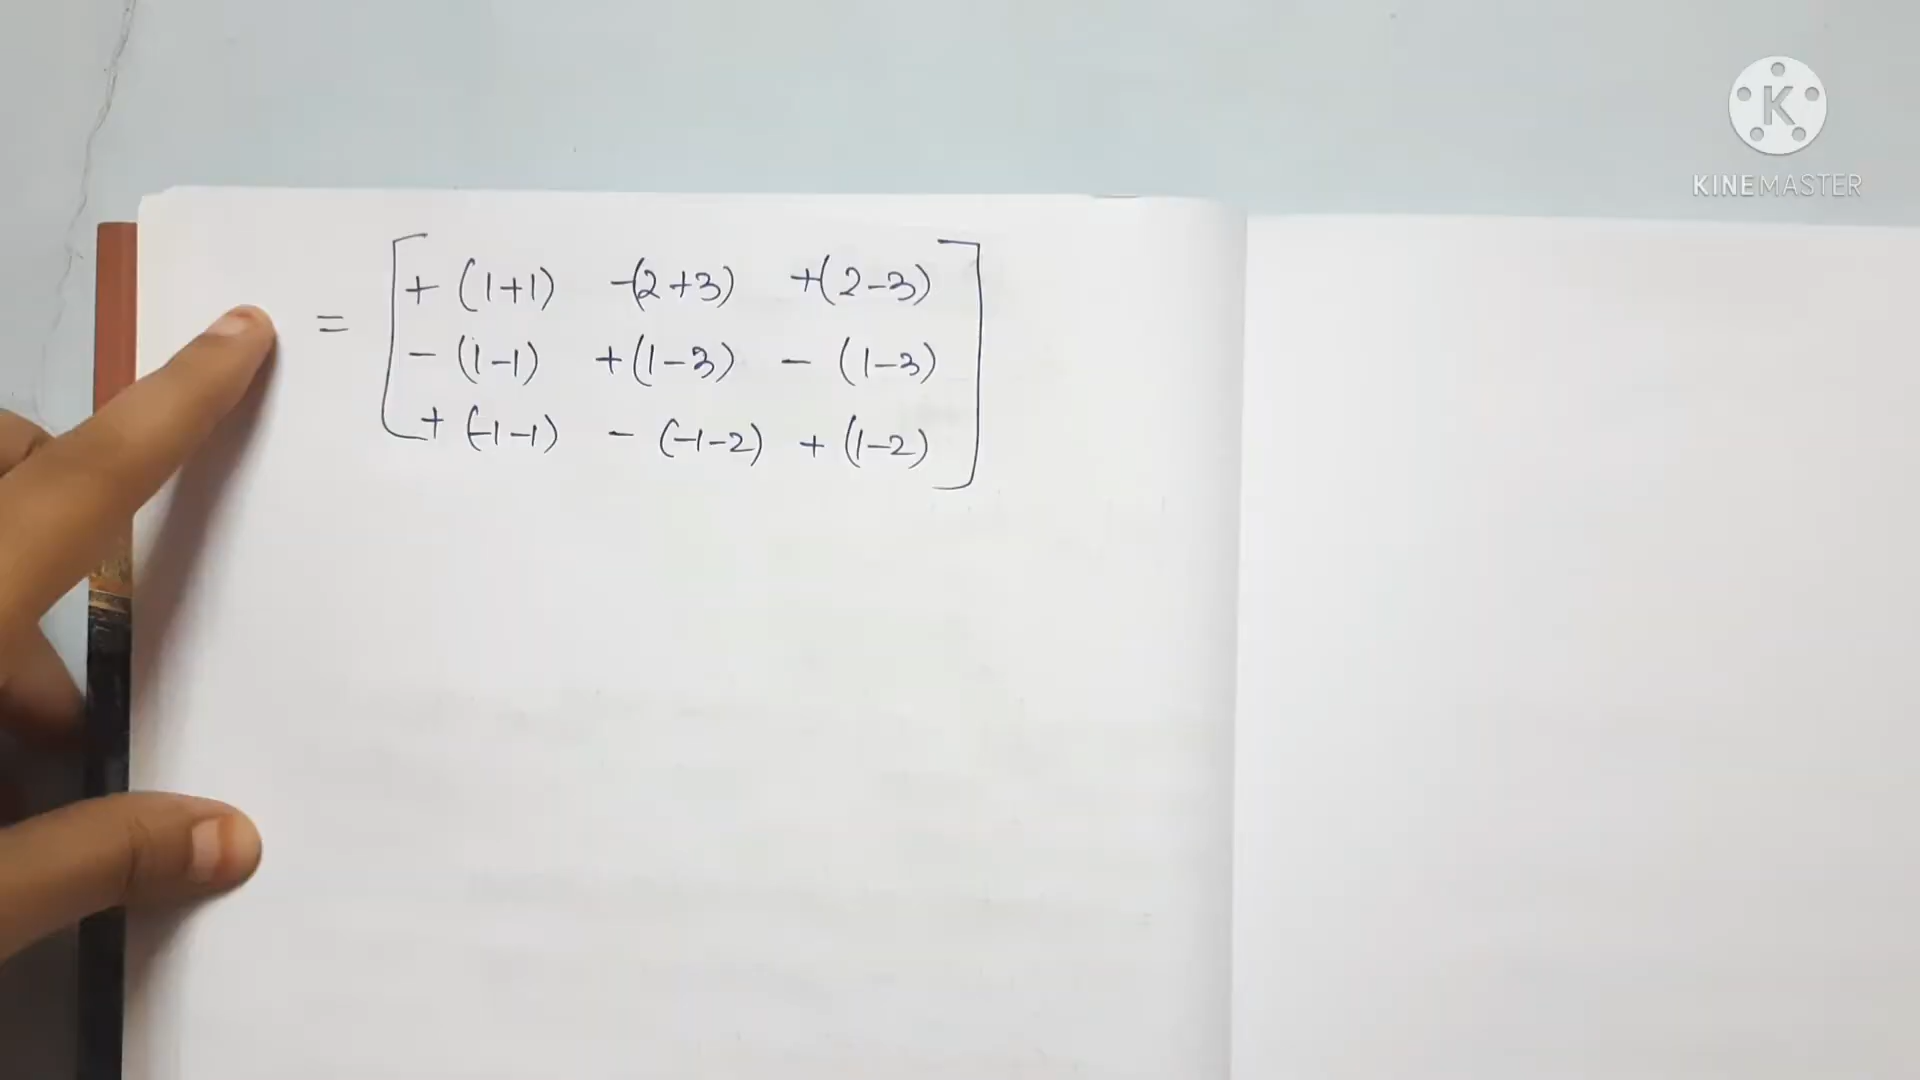 K
KINEMASTER
= [ + (1+1) -(2+3) +(2-3)
- (1-1) +(1-3) - (1-3)
+ (-1-1) - (-1-2) + (1-2) ]